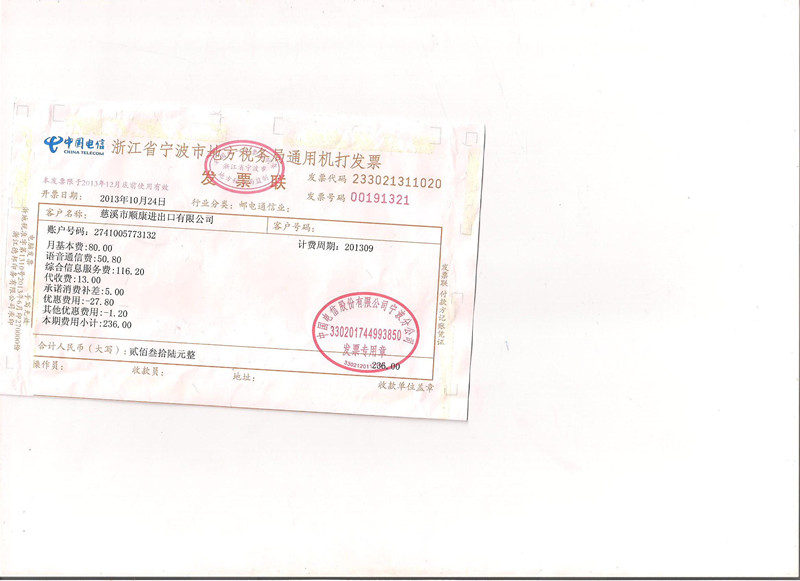 中国电信
CHINA TELECOM
浙江省宁波市地方税务局通用机打发票
发票联
发票代码 233021311020
发票号码 00191321
本发票限于2013年12月底前使用有效
开票日期: 2013年10月24日
行业分类: 邮电通信业:
客户名称: 慈溪市顺康进出口有限公司
客户号码:
账户号码: 2741005773132
计费周期: 201309
月基本费:80.00
语音通信费:50.80
综合信息服务费:116.20
代收费:13.00
承诺消费补差:5.00
优惠费用:-27.80
其他优惠费用:-1.20
本期费用小计:236.00
中国电信股份有限公司宁波分公司
330201744993850
发票专用章
合计人民币(大写): 贰佰叁拾陆元整
236.00
操作员:
收款员:
地址:
收款单位盖章
发票联 付款方记账凭证